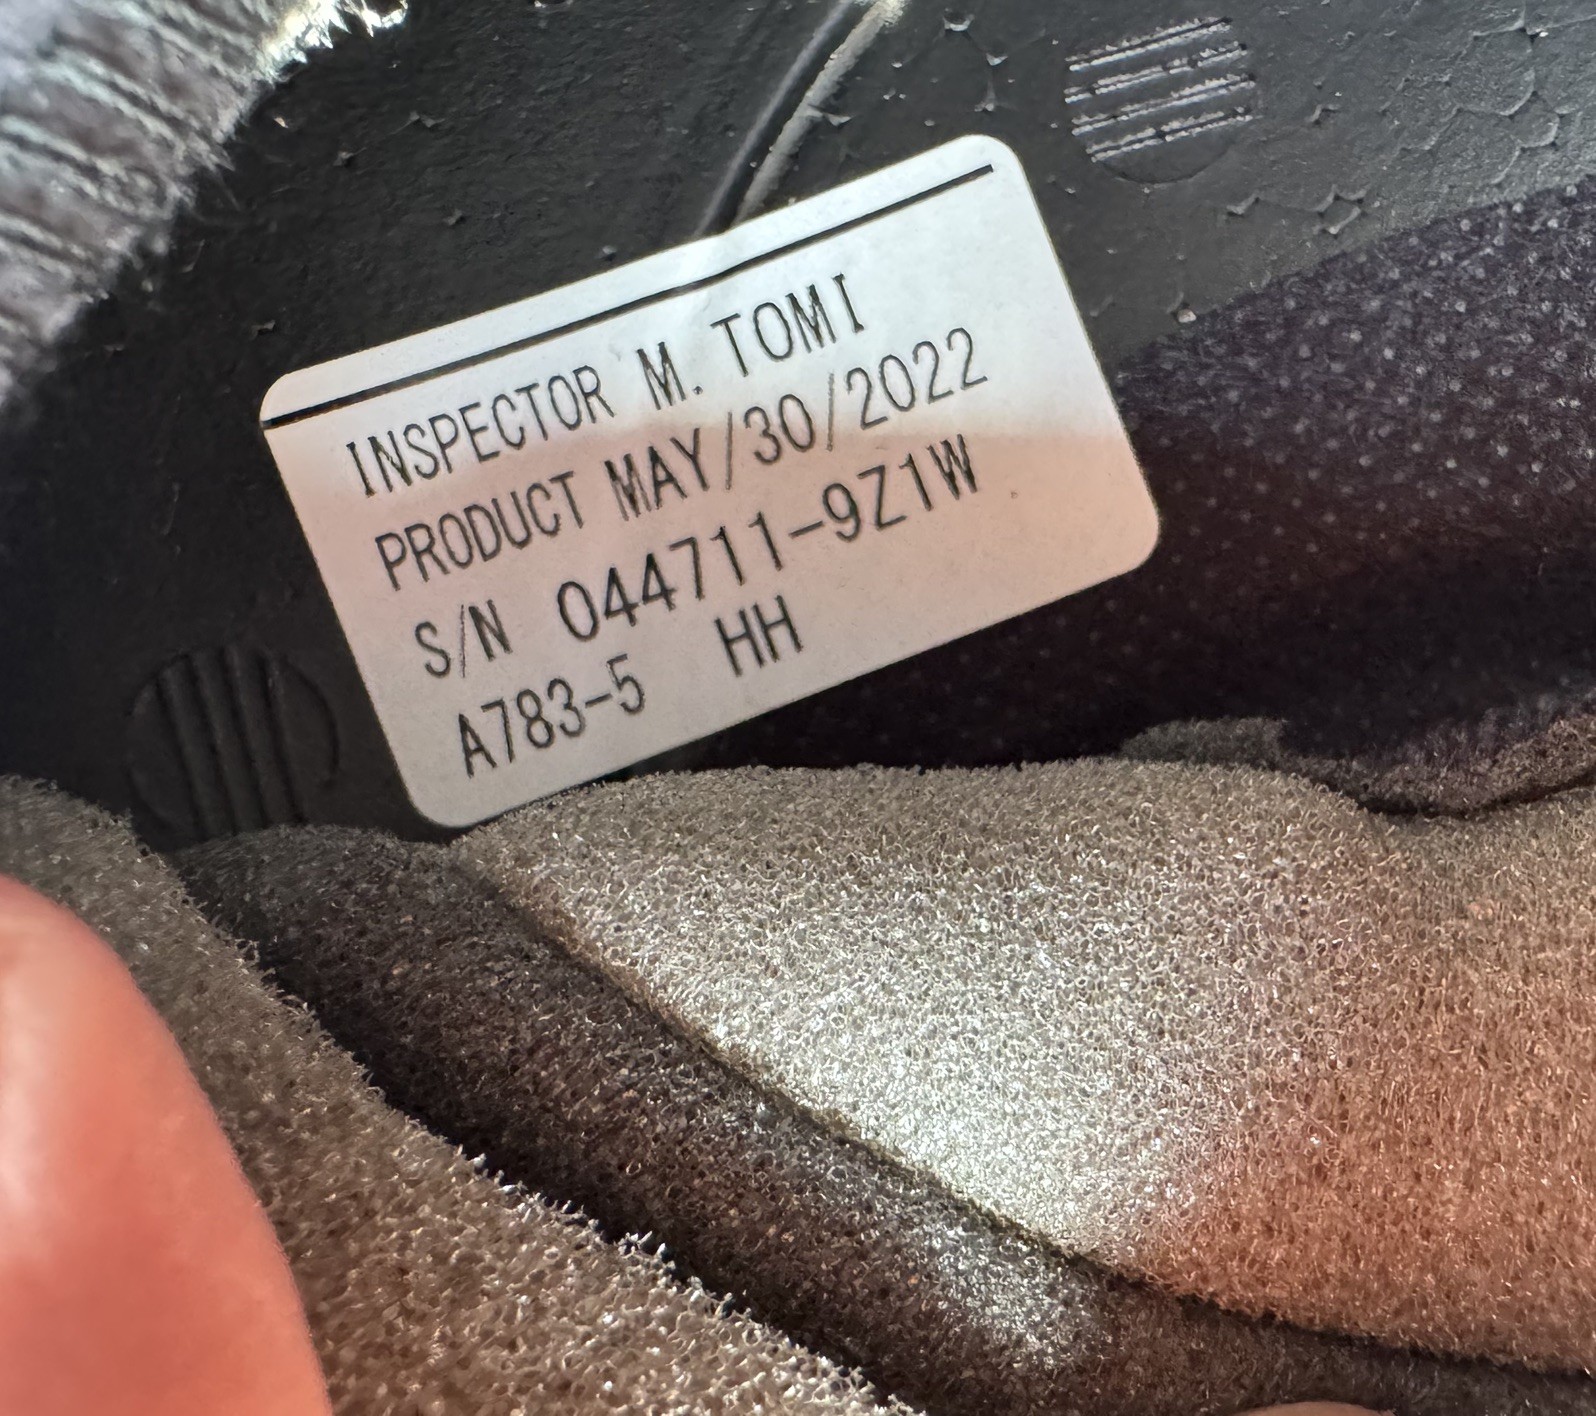 INSPECTOR M. TOMI
PRODUCT MAY/30/2022
S/N 044711-9Z1W
A783-5 HH